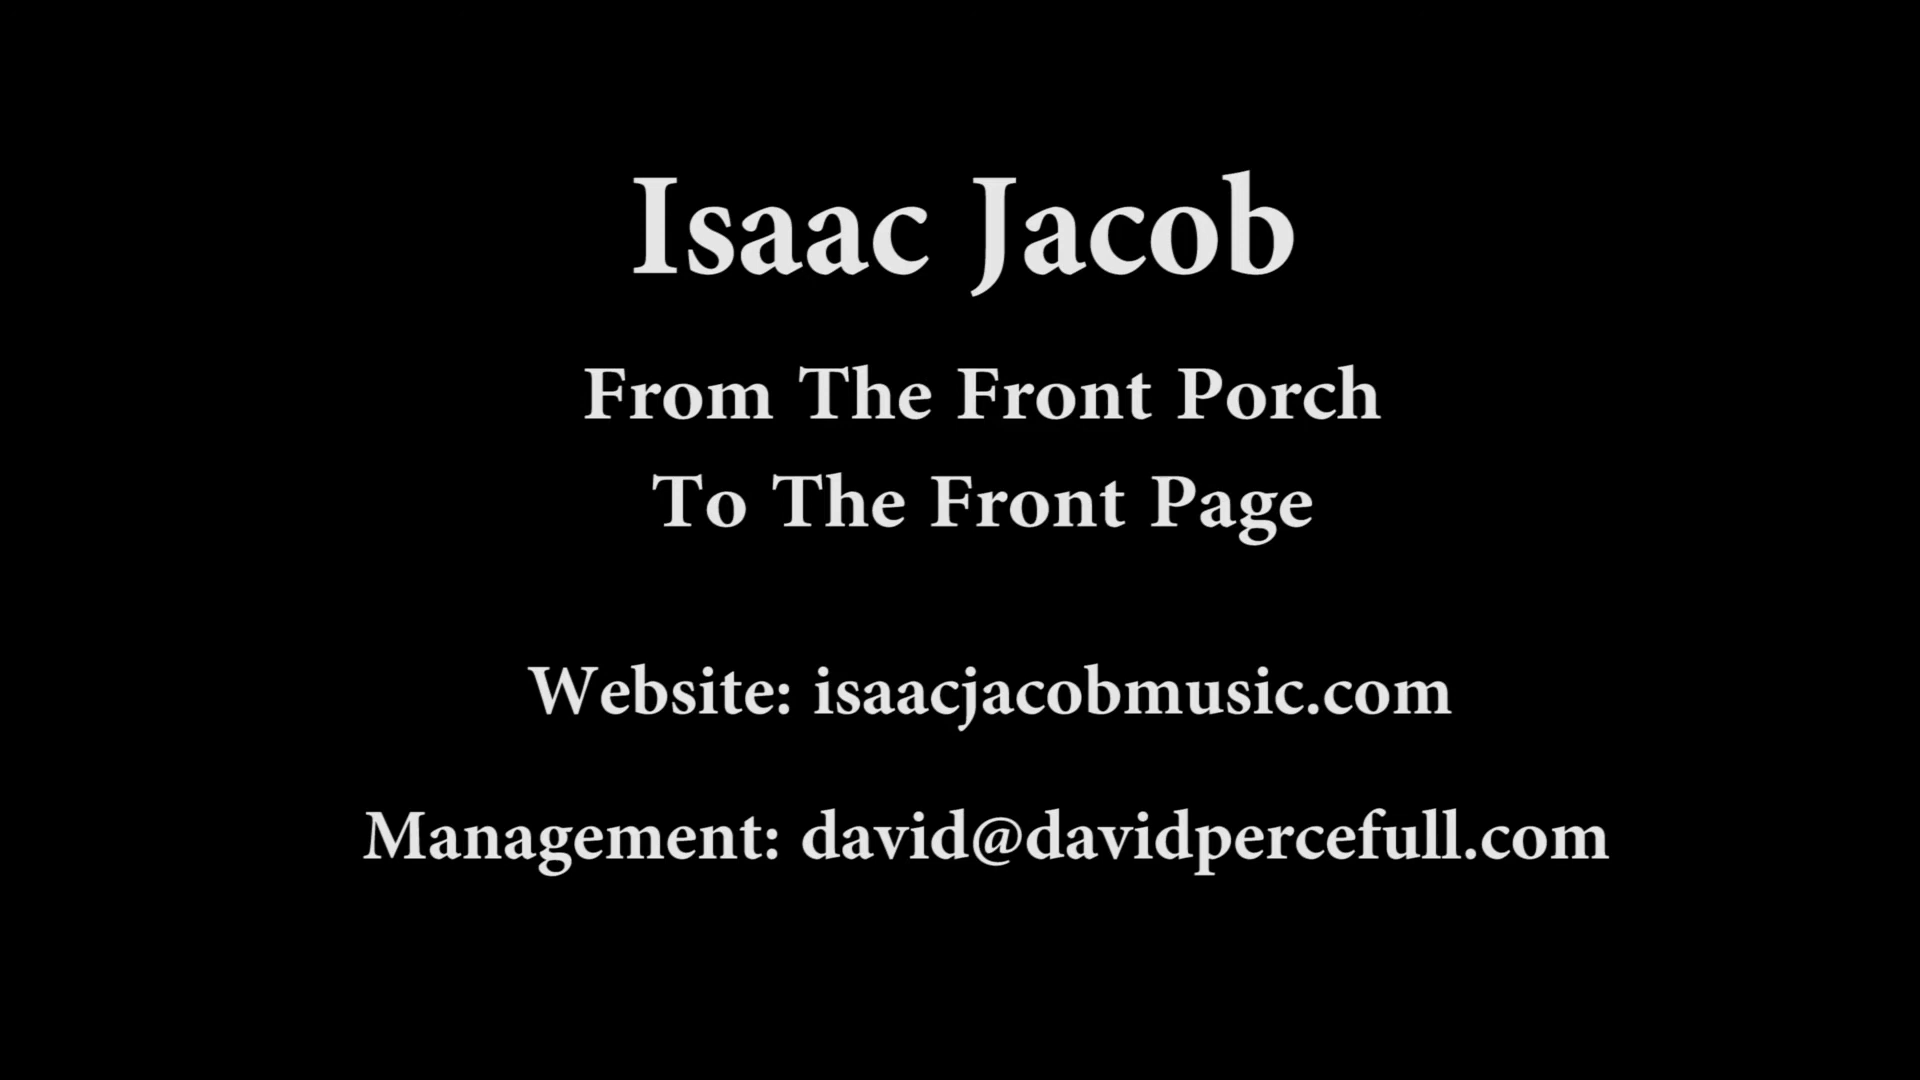 Isaac Jacob
From The Front Porch
To The Front Page
Website: isaacjacobmusic.com
Management: david@davidpercefull.com